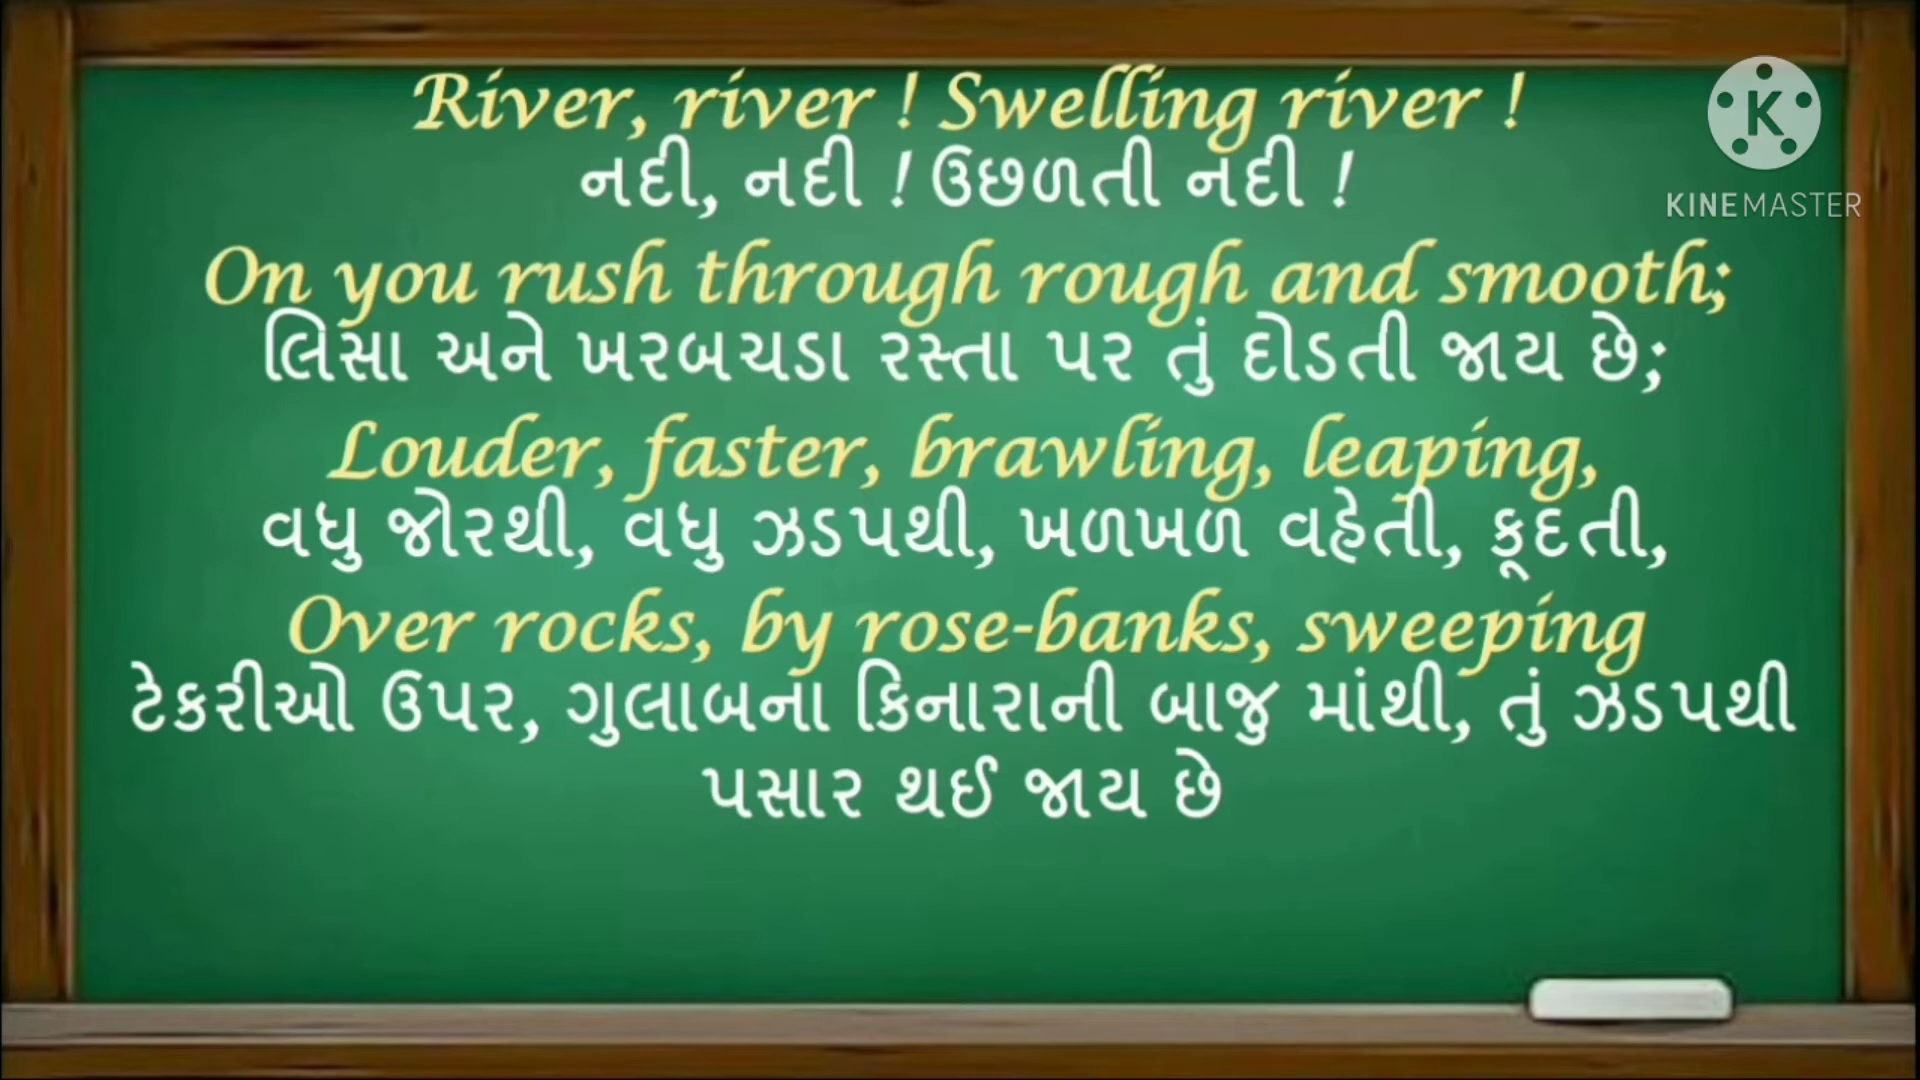 River, river ! Swelling river !
નદી, નદી ! ઉછળતી નદી !
On you rush through rough and smooth;
લિસા અને ખરબચડા રસ્તા પર તું દોડતી જાય છે;
Louder, faster, brawling, leaping,
વધુ જોરથી, વધુ ઝડપથી, ખળખળ વહેતી, કૂદતી,
Over rocks, by rose-banks, sweeping
ટેકરીઓ ઉપર, ગુલાબના કિનારાની બાજુ માંથી, તું ઝડપથી
પસાર થઈ જાય છે
K
KINEMASTER